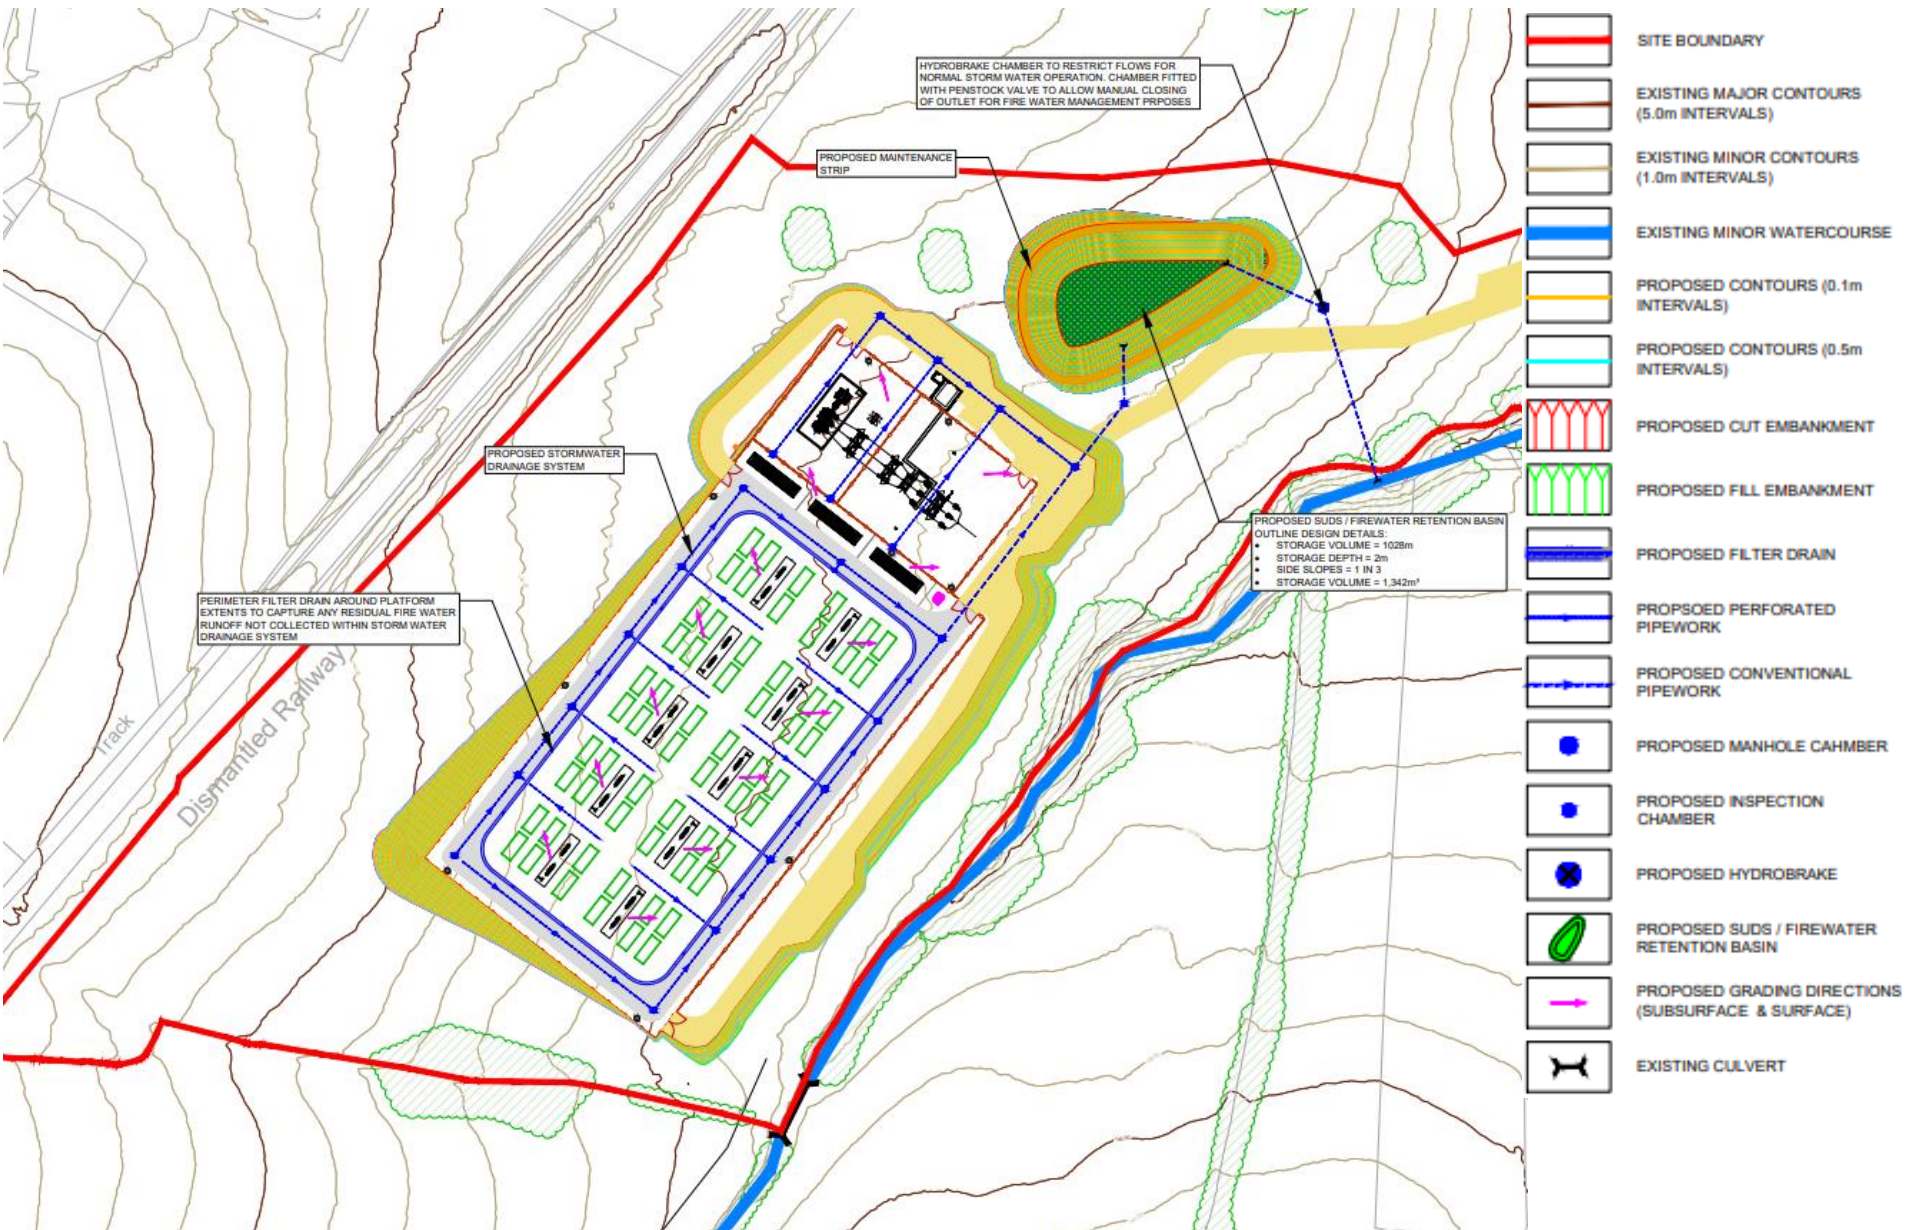 HYDROBRAKE CHAMBER TO RESTRICT FLOWS FOR
NORMAL STORM WATER OPERATION. CHAMBER FITTED
WITH PENSTOCK VALVE TO ALLOW MANUAL CLOSING
OF OUTLET FOR FIRE WATER MANAGEMENT PRPOSES
PROPOSED MAINTENANCE
STRIP
PROPOSED STORMWATER
DRAINAGE SYSTEM
PROPOSED SUDS / FIREWATER RETENTION BASIN
OUTLINE DESIGN DETAILS:
• STORAGE VOLUME = 1028m
• STORAGE DEPTH = 2m
• SIDE SLOPES = 1 IN 3
• STORAGE VOLUME = 1,342m³
PERIMETER FILTER DRAIN AROUND PLATFORM
EXTENTS TO CAPTURE ANY RESIDUAL FIRE WATER
RUNOFF NOT COLLECTED WITHIN STORM WATER
DRAINAGE SYSTEM
Track
Dismantled Railway
SITE BOUNDARY
EXISTING MAJOR CONTOURS
(5.0m INTERVALS)
EXISTING MINOR CONTOURS
(1.0m INTERVALS)
EXISTING MINOR WATERCOURSE
PROPOSED CONTOURS (0.1m
INTERVALS)
PROPOSED CONTOURS (0.5m
INTERVALS)
PROPOSED CUT EMBANKMENT
PROPOSED FILL EMBANKMENT
PROPOSED FILTER DRAIN
PROPSOED PERFORATED
PIPEWORK
PROPOSED CONVENTIONAL
PIPEWORK
PROPOSED MANHOLE CAHMBER
PROPOSED INSPECTION
CHAMBER
PROPOSED HYDROBRAKE
PROPOSED SUDS / FIREWATER
RETENTION BASIN
PROPOSED GRADING DIRECTIONS
(SUBSURFACE & SURFACE)
EXISTING CULVERT